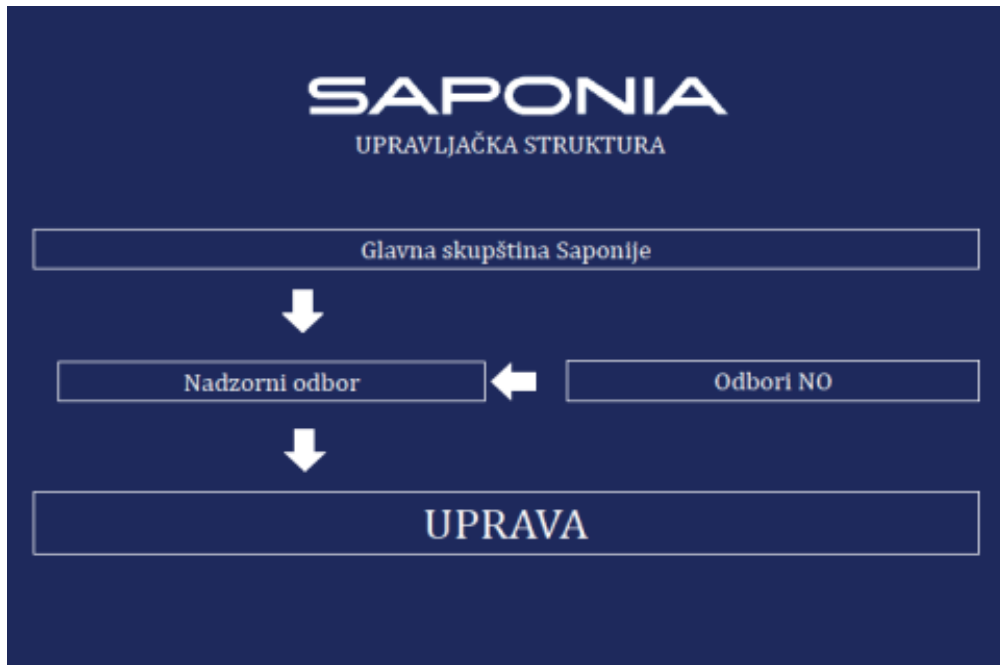 SAPONIA
UPRAVLJAČKA STRUKTURA
Glavna skupština Saponije
Nadzorni odbor
Odbori NO
UPRAVA